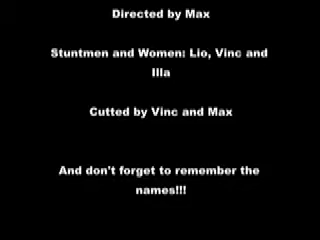 Directed by Max
Stuntmen and Women: Lio, Vinc and
Illa
Cutted by Vinc and Max
And don't forget to remember the
names!!!